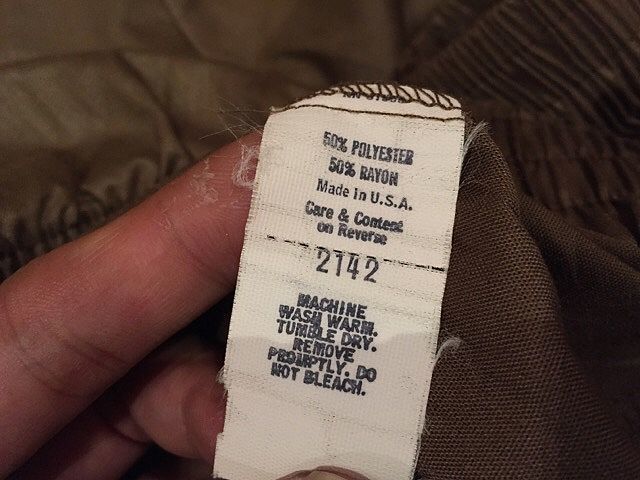 50% POLYESTER
50% RAYON
Made in U.S.A.
Care & Content
on Reverse
2142
MACHINE
WASH WARM.
TUMBLE DRY.
REMOVE
PROMPTLY. DO
NOT BLEACH.